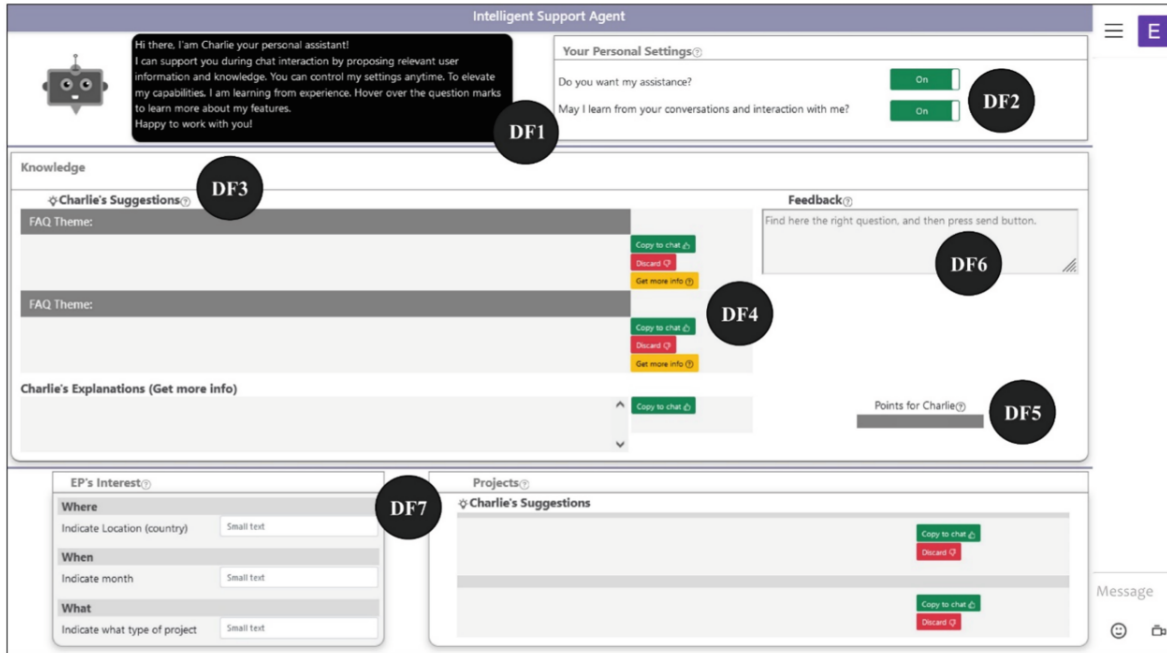 Intelligent Support Agent
E
Hi there, I'am Charlie your personal assistant!
I can support you during chat interaction by proposing relevant user
information and knowledge. You can control my settings anytime. To elevate
my capabilities. I am learning from experience. Hover over the question marks
to learn more about my features.
Happy to work with you!
DF1
Your Personal Settings
Do you want my assistance?
On
May I learn from your conversations and interaction with me?
On
DF2
Knowledge
Charlie's Suggestions
DF3
FAQ Theme:
Copy to chat
Discard
Get more info
FAQ Theme:
Copy to chat
Discard
Get more info
DF4
Feedback
Find here the right question, and then press send button.
DF6
Charlie's Explanations (Get more info)
Copy to chat
Points for Charlie
DF5
EP's Interest
Where
Indicate Location (country)
Small text
When
Indicate month
Small text
What
Indicate what type of project
Small text
DF7
Projects
Charlie's Suggestions
Copy to chat
Discard
Copy to chat
Discard
Message